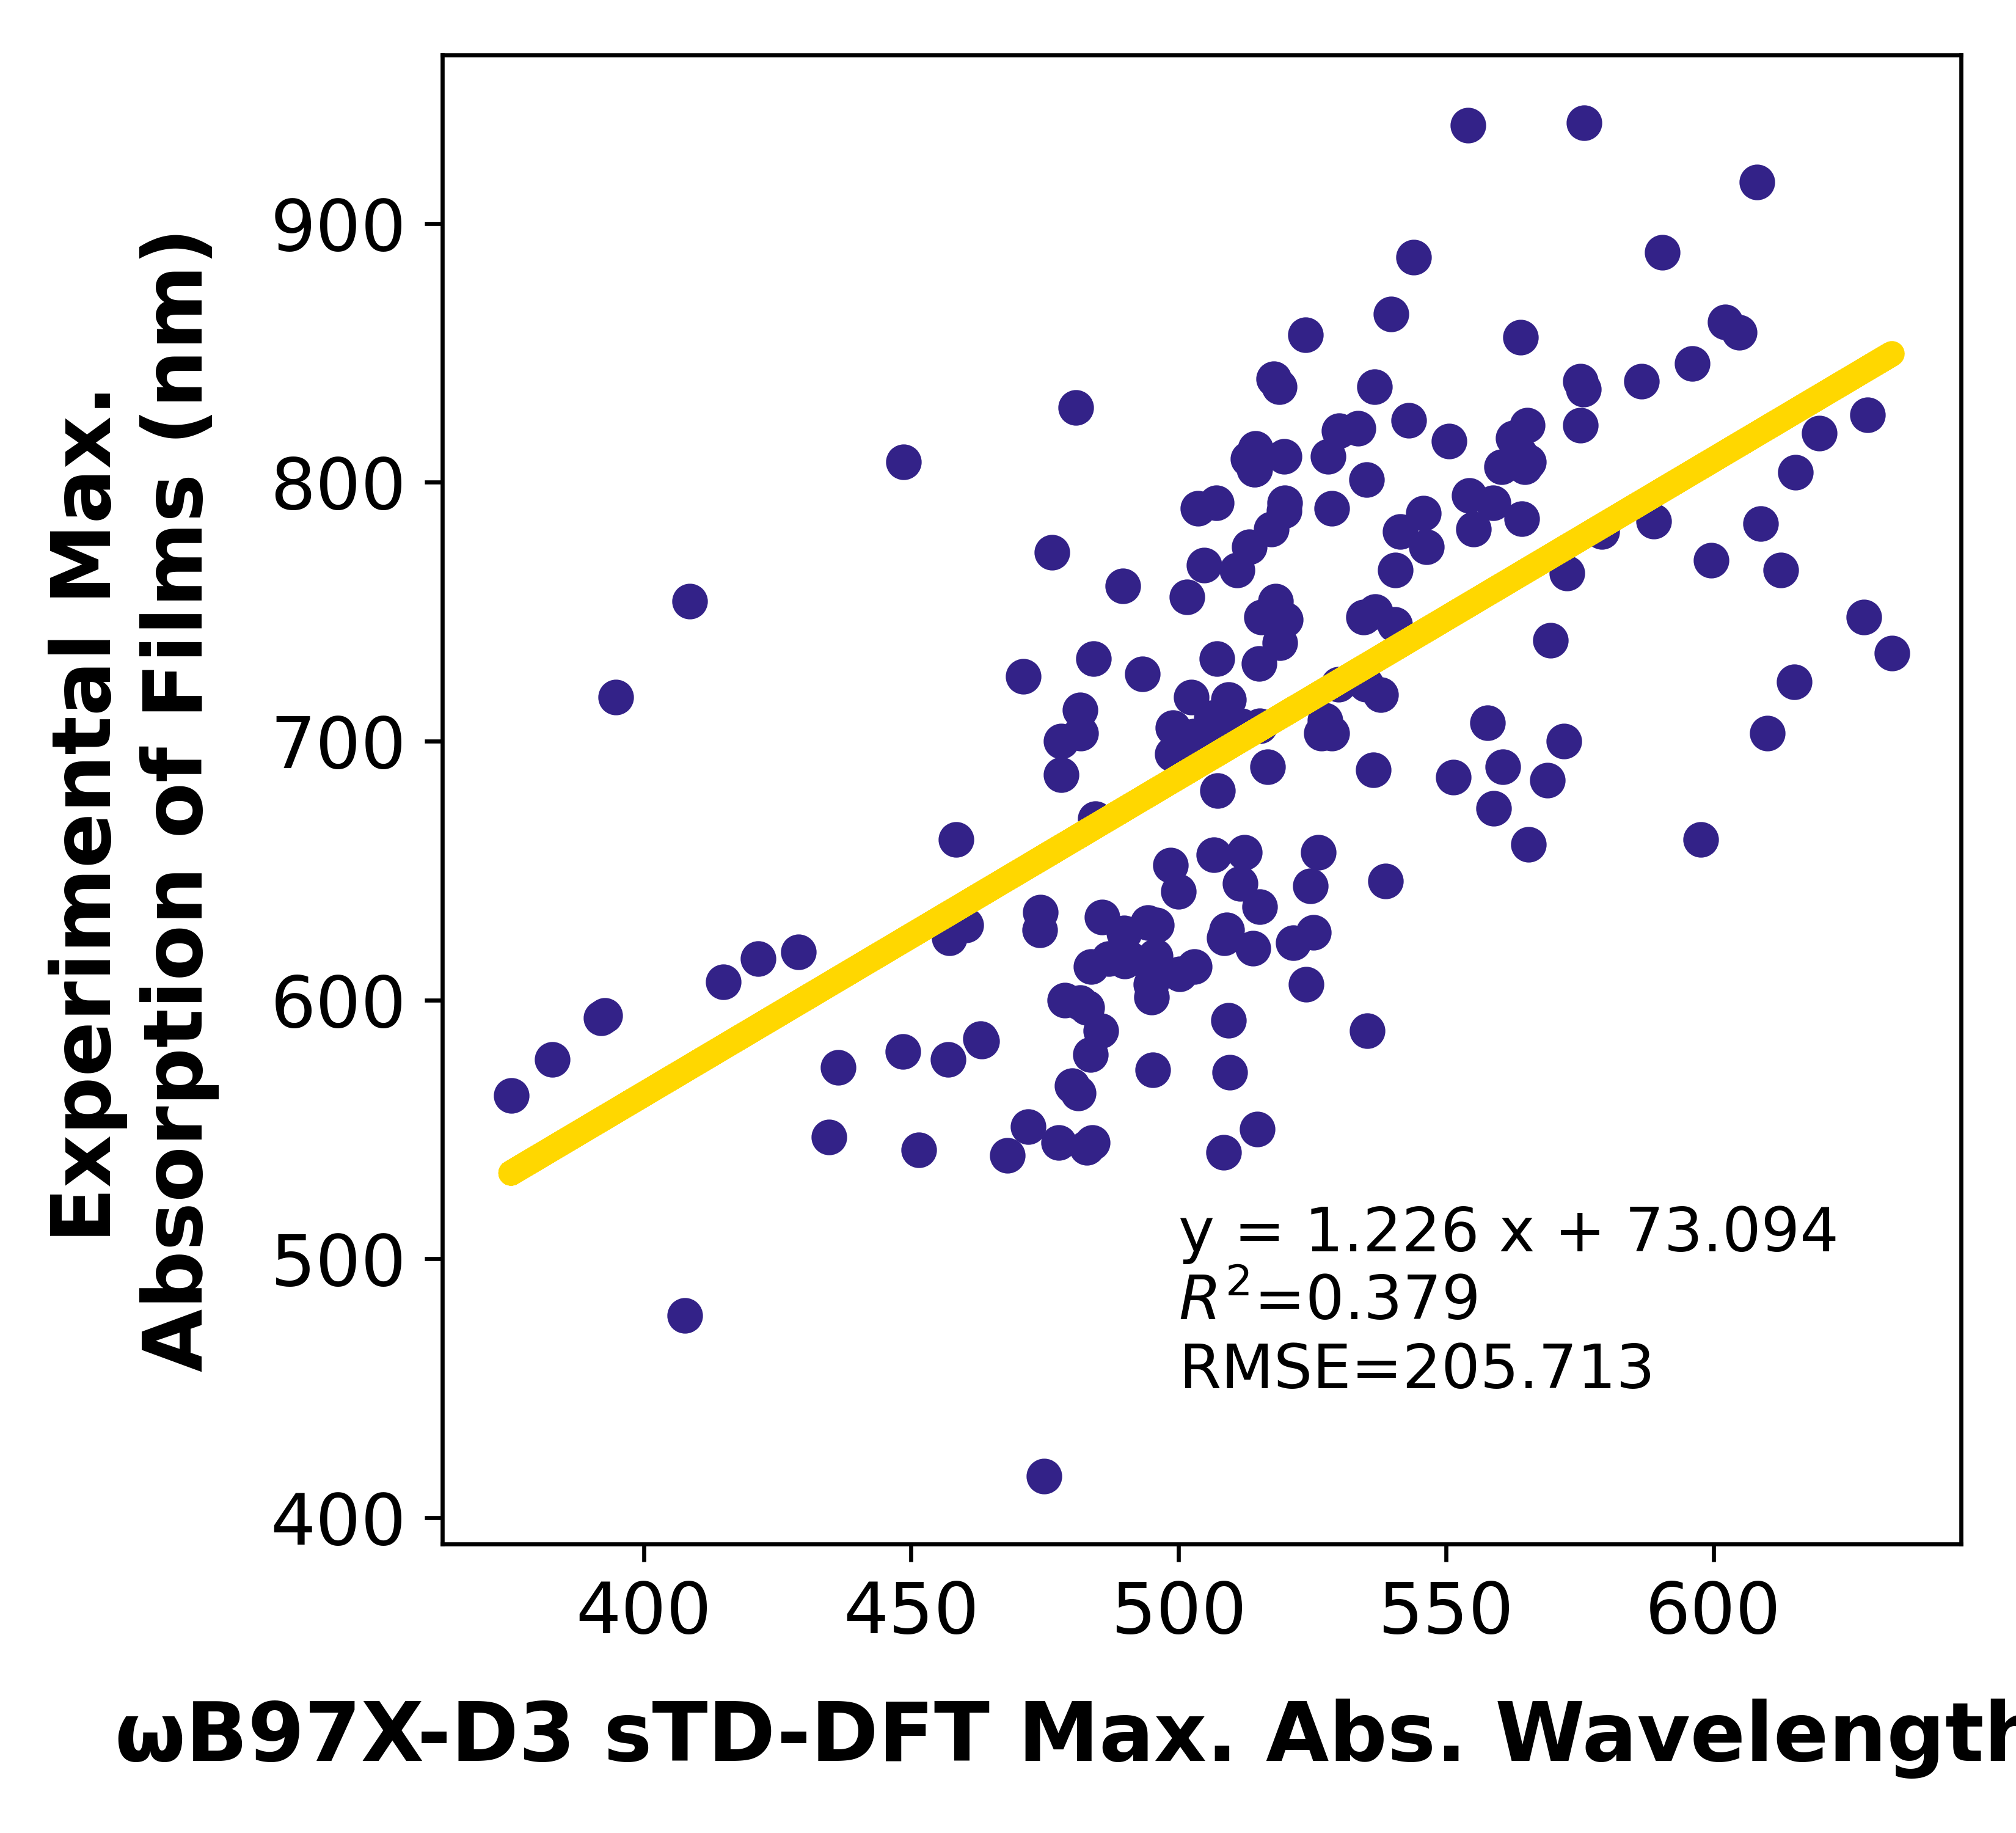 Experimental Max.
Absorption of Films (nm)
900
800
700
600
500
400
y = 1.226 x + 73.094
R²=0.379
RMSE=205.713
400 450 500 550 600
ωB97X-D3 sTD-DFT Max. Abs. Wavelength